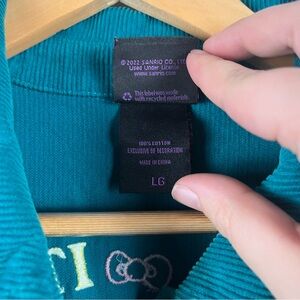 © 2022 SANRIO CO., LTD.
Used Under License
www.sanrio.com
This label was made
with recycled materials.
100% COTTON
EXCLUSIVE OF DECORATION
MADE IN CHINA
LG